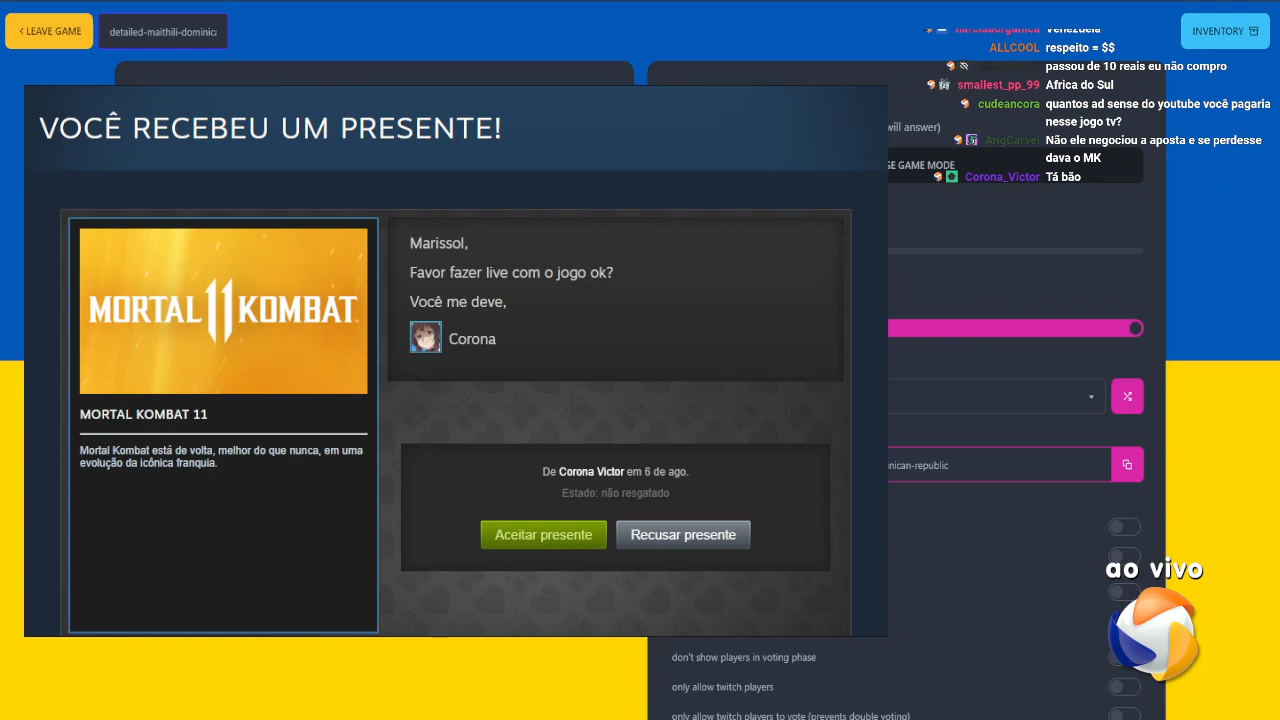 LEAVE GAME
detailed-maithili-dominica
INVENTORY
narcisaorganica Venezuela
ALLCOOL respeito = $$
passou de 10 reais eu não compro
smallest_pp_99 Africa do Sul
cudeancora quantos ad sense do youtube você pagaria
nesse jogo tv?
AngCarvel Não ele negociou a aposta e se perdesse
dava o MK
Corona_Victor Tá bão
will answer)
GAME MODE
VOCÊ RECEBEU UM PRESENTE!
MORTAL 11 KOMBAT
MORTAL KOMBAT 11
Mortal Kombat está de volta, melhor do que nunca, em uma
evolução da icônica franquia.
Marissol,
Favor fazer live com o jogo ok?
Você me deve,
Corona
De Corona Victor em 6 de ago.
Estado: não resgatado
Aceitar presente
Recusar presente
nican-republic
ao vivo
don't show players in voting phase
only allow twitch players
only allow twitch players to vote (prevents double voting)